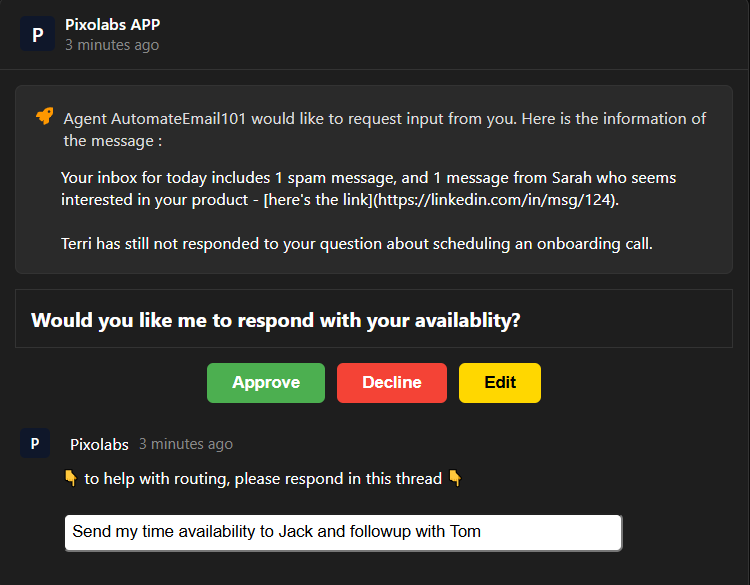 P
Pixolabs APP
3 minutes ago
Agent AutomateEmail101 would like to request input from you. Here is the information of
the message :
Your inbox for today includes 1 spam message, and 1 message from Sarah who seems
interested in your product - [here's the link](https://linkedin.com/in/msg/124).
Terri has still not responded to your question about scheduling an onboarding call.
Would you like me to respond with your availablity?
Approve Decline Edit
P
Pixolabs 3 minutes ago
👇 to help with routing, please respond in this thread 👇
Send my time availability to Jack and followup with Tom